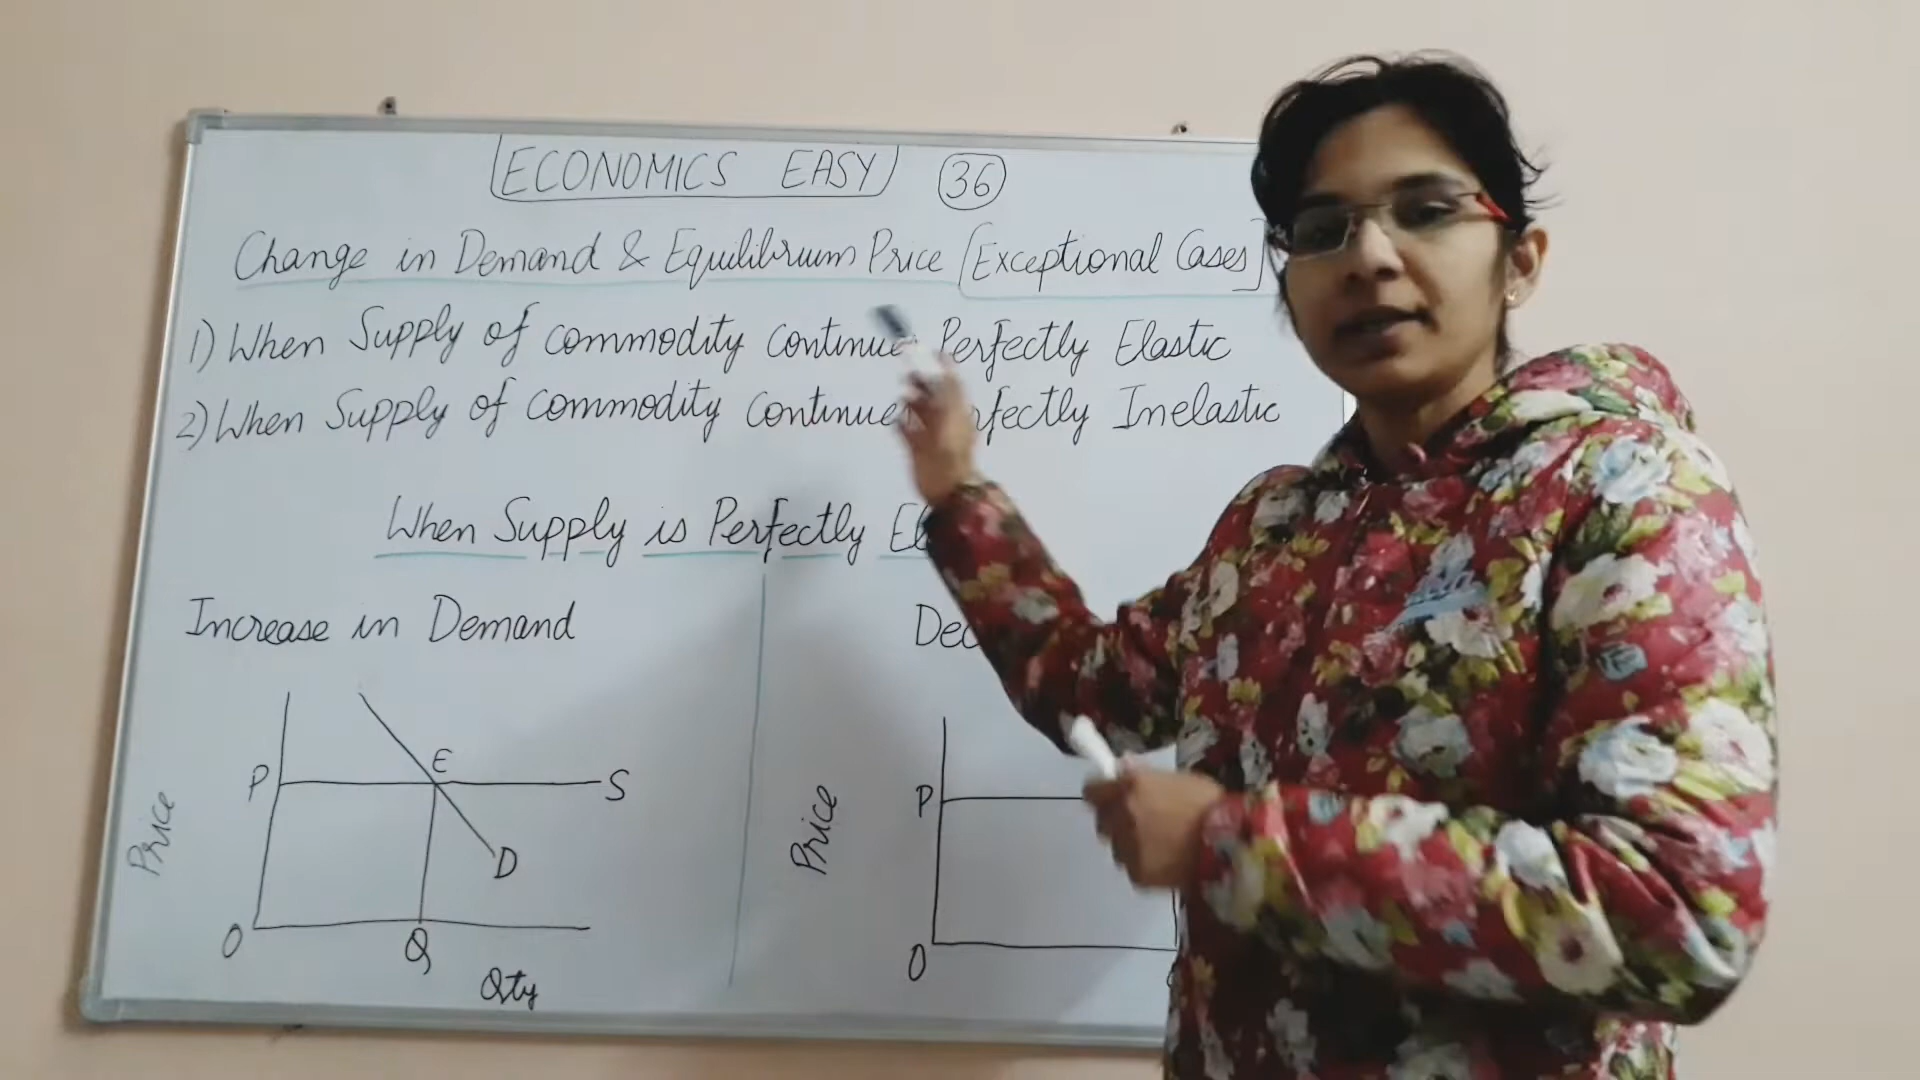 ECONOMICS EASY 36
Change in Demand & Equilibrium Price [Exceptional Cases]
1) When Supply of commodity continue Perfectly Elastic
2) When Supply of commodity continue Inelastic
When Supply is Perfectly
Increase in Demand
P E S
Price
D
O Q
Qty
P
Price
O